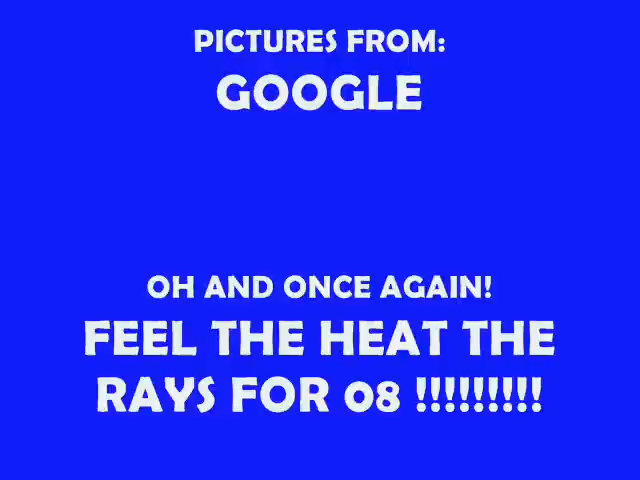 PICTURES FROM:
GOOGLE
OH AND ONCE AGAIN!
FEEL THE HEAT THE
RAYS FOR 08 !!!!!!!!!